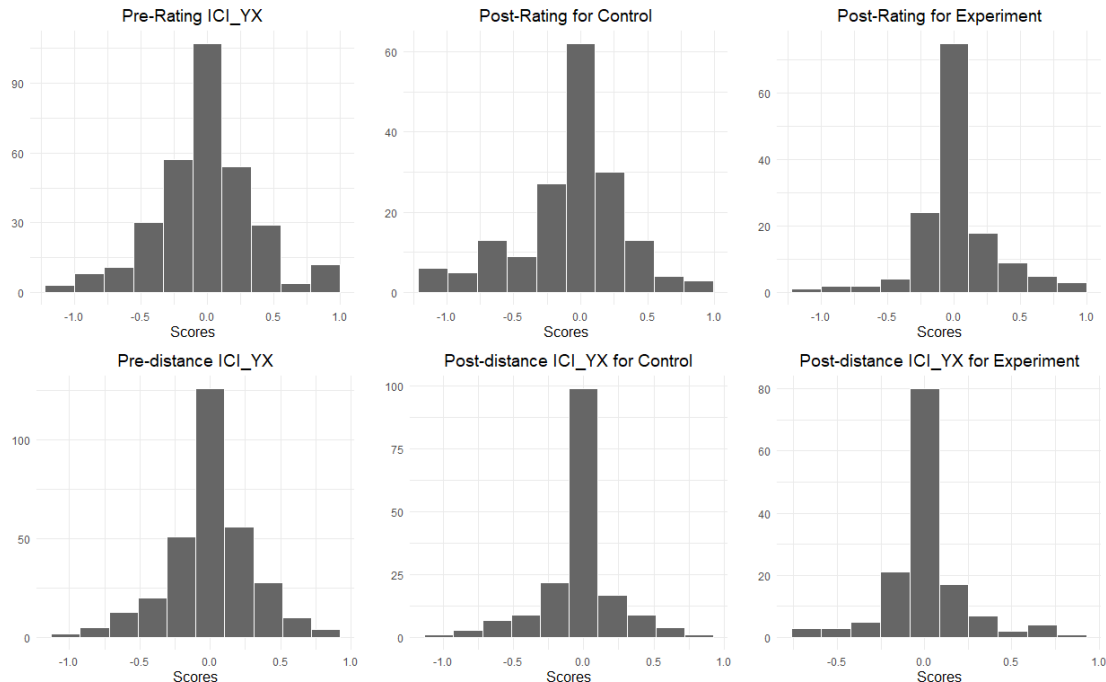 Pre-Rating ICI_YX
90
60
30
0
-1.0 -0.5 0.0 0.5 1.0
Scores
Post-Rating for Control
60
40
20
0
-1.0 -0.5 0.0 0.5 1.0
Scores
Post-Rating for Experiment
60
40
20
0
-1.0 -0.5 0.0 0.5 1.0
Scores
Pre-distance ICI_YX
100
50
0
-1.0 -0.5 0.0 0.5 1.0
Scores
Post-distance ICI_YX for Control
100
75
50
25
0
-1.0 -0.5 0.0 0.5 1.0
Scores
Post-distance ICI_YX for Experiment
80
60
40
20
0
-0.5 0.0 0.5 1.0
Scores